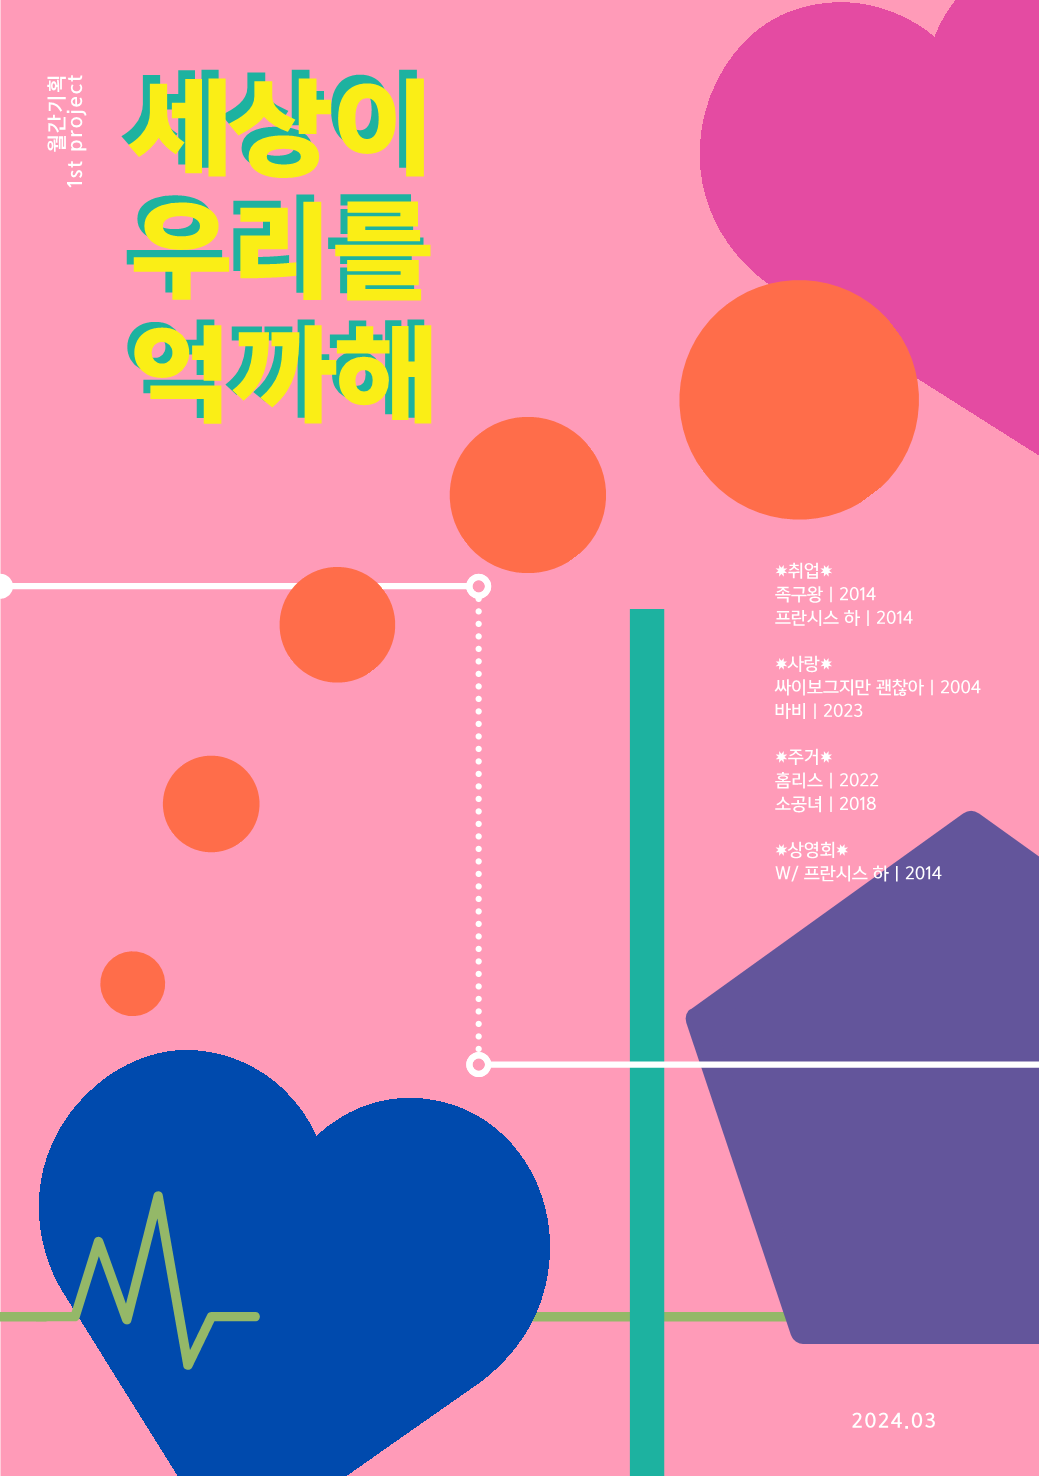 월간기획
1st project
세상이
우리를
억까해
✷취업✷
족구왕 | 2014
프란시스 하 | 2014
✷사랑✷
싸이보그지만 괜찮아 | 2004
바비 | 2023
✷주거✷
홈리스 | 2022
소공녀 | 2018
✷상영회✷
W/ 프란시스 하 | 2014
2024.03